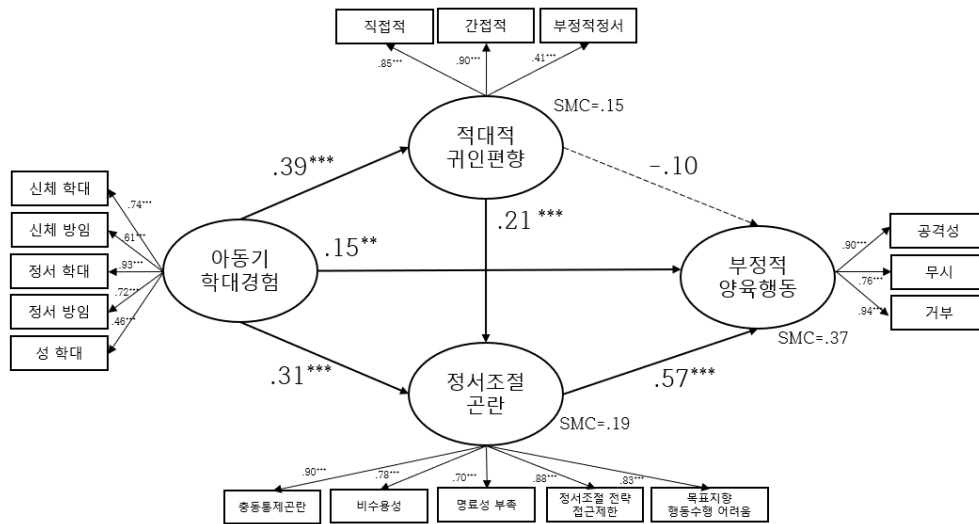 직접적
간접적
부정적정서
.85***
.90***
.41***
SMC=.15
적대적
귀인편향
.39***
-.10
.21 ***
신체 학대
신체 방임
정서 학대
정서 방임
성 학대
.74***
.61***
.93***
.72***
.46***
아동기
학대경험
.15**
부정적
양육행동
SMC=.37
.90***
.76***
.94***
공격성
무시
거부
.31***
정서조절
곤란
.57***
SMC=.19
.90***
.78***
.70***
.88***
.83***
충동통제곤란
비수용성
명료성 부족
정서조절 전략
접근제한
목표지향
행동수행 어려움